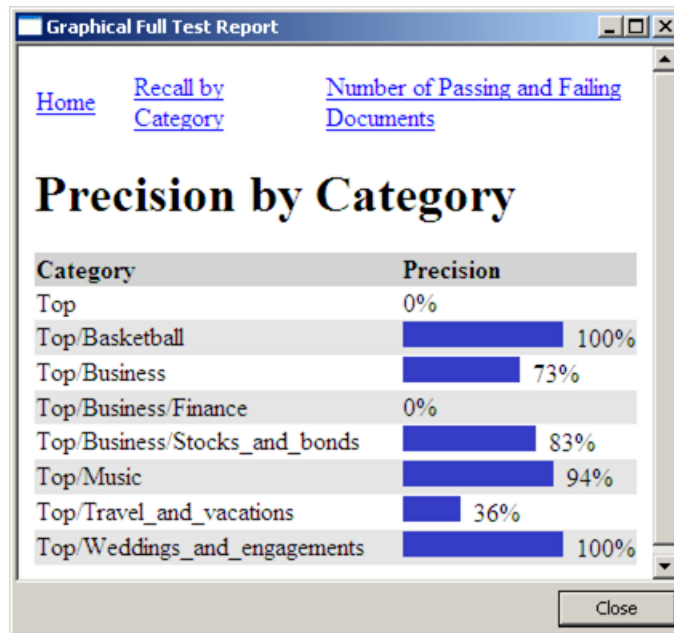 Graphical Full Test Report
Home
Recall by
Category
Number of Passing and Failing
Documents
Precision by Category
Category Precision
Top 0%
Top/Basketball 100%
Top/Business 73%
Top/Business/Finance 0%
Top/Business/Stocks_and_bonds 83%
Top/Music 94%
Top/Travel_and_vacations 36%
Top/Weddings_and_engagements 100%
Close